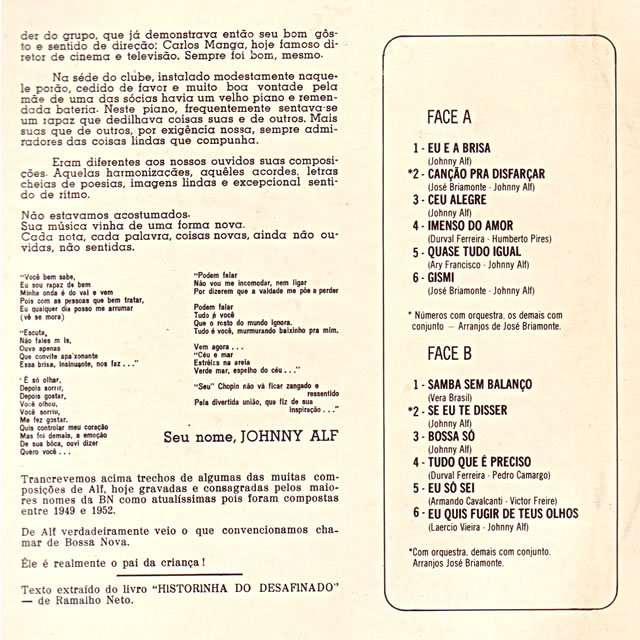 der do grupo, que já demonstrava então seu bom gôs-
to e sentido de direção: Carlos Manga, hoje famoso di-
retor de cinema e televisão. Sempre foi bom, mesmo.
Na séde do clube, instalado modestamente naque-
le porão, cedido de favor e muito boa vontade pela
mãe de uma das sócias havia um velho piano e remen-
dada bateria. Neste piano, frequentemente sentava-se
um rapaz que dedilhava coisas suas e de outros. Mais
suas que de outros, por exigência nossa, sempre admi-
radores das coisas lindas que compunha.
Eram diferentes aos nossos ouvidos suas composi-
ções. Aquelas harmonizações, aquêles acordes, letras
cheias de poesias, imagens lindas e excepcional senti-
do de ritmo.
Não estavamos acostumados.
Sua música vinha de uma forma nova.
Cada nota, cada palavra, coisas novas, ainda não ou-
vidas, não sentidas.
"Você bem sabe,
Eu sou rapaz de bem
Minha onda é do vai e vem
Pois com as pessoas que bem tratar,
Eu qualquer dia posso me arrumar
(vê se mora)
"Escuta,
Não fales m is,
Ouve apenas
Que convite apaixonante
Essa brisa, insinuante, nos faz ..."
'É só olhar,
Depois sorrir,
Depois gostar,
Você olhou,
Você sorriu,
Me fez gostar.
Quis controlar meu coração
Mas foi demais, a emoção
De sua bôca, ouvi dizer
Quero você ...
"Podem falar
Não vou me incomodar, nem ligar
Por dizerem que a vaidade me põe a perder
Podem falar
Tudo é você
Que o resto do mundo ignora.
Tudo é você, murmurando baixinho pra mim.
Vem agora ...
"Céu e mar
Estrêlas na areia
Verde mar, espelho do céu ..."
"Seu" Chopin não vá ficar zangado e
ressentido
Pela divertida união, que fiz de sua
inspiração ..."
Seu nome, JOHNNY ALF
Trancrevemos acima trechos de algumas das muitas com-
posições de Alf, hoje gravadas e consagradas pelos maio-
res nomes da BN como atualíssimas pois foram compostas
entre 1949 e 1952.
De Alf verdadeiramente veio o que convencionamos cha-
mar de Bossa Nova.
Êle é realmente o pai da criança!
Texto extraído do livro "HISTORINHA DO DESAFINADO"
— de Ramalho Neto.
FACE A
1 - EU E A BRISA
(Johnny Alf)
*2 - CANÇÃO PRA DISFARÇAR
(José Briamonte - Johnny Alf)
3 - CEU ALEGRE
(Johnny Alf)
4 - IMENSO DO AMOR
(Durval Ferreira - Humberto Pires)
5 - QUASE TUDO IGUAL
(Ary Francisco - Johnny Alf)
6 - GISMI
(José Briamonte - Johnny Alf)
* Números com orquestra, os demais com
conjunto — Arranjos de José Briamonte.
FACE B
1 - SAMBA SEM BALANÇO
(Vera Brasil)
*2 - SE EU TE DISSER
(Johnny Alf)
3 - BOSSA SÓ
(Johnny Alf)
4 - TUDO QUE É PRECISO
(Durval Ferreira - Pedro Camargo)
5 - EU SÓ SEI
(Armando Cavalcanti - Victor Freire)
6 - EU QUIS FUGIR DE TEUS OLHOS
(Laercio Vieira - Johnny Alf)
*Com orquestra, demais com conjunto.
Arranjos José Briamonte.